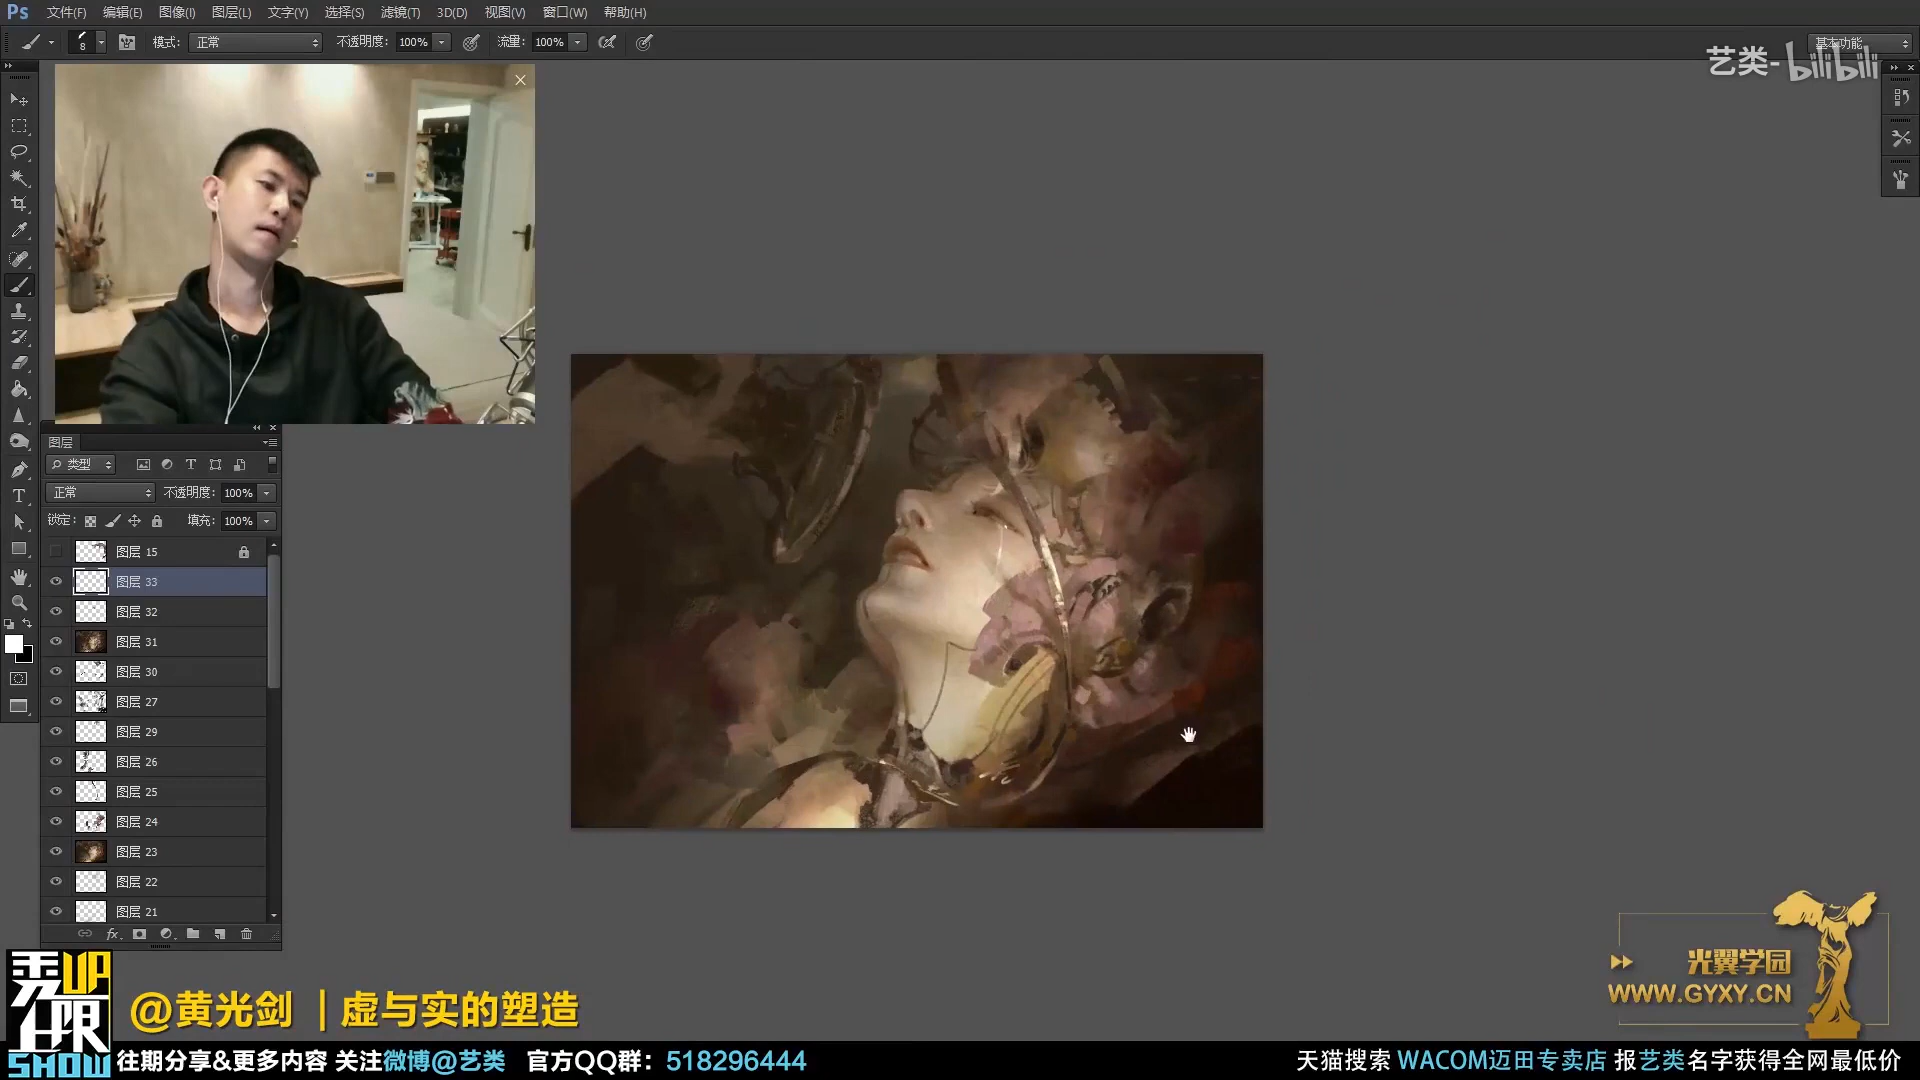 Ps 文件(F) 编辑(E) 图像(I) 图层(L) 文字(Y) 选择(S) 滤镜(T) 3D(D) 视图(V) 窗口(W) 帮助(H)
8 模式: 正常 不透明度: 100% 流量: 100% 基本功能
艺类-bilibili
图层
类型
正常 不透明度: 100%
锁定: 填充: 100%
图层 15
图层 33
图层 32
图层 31
图层 30
图层 27
图层 29
图层 26
图层 25
图层 24
图层 23
图层 22
图层 21
光翼学园
WWW.GYXY.CN
UP
HR
SHOW
@黄光剑 | 虚与实的塑造
往期分享&更多内容 关注微博@艺类 官方QQ群: 518296444
天猫搜索 WACOM迈田专卖店 报艺类名字获得全网最低价